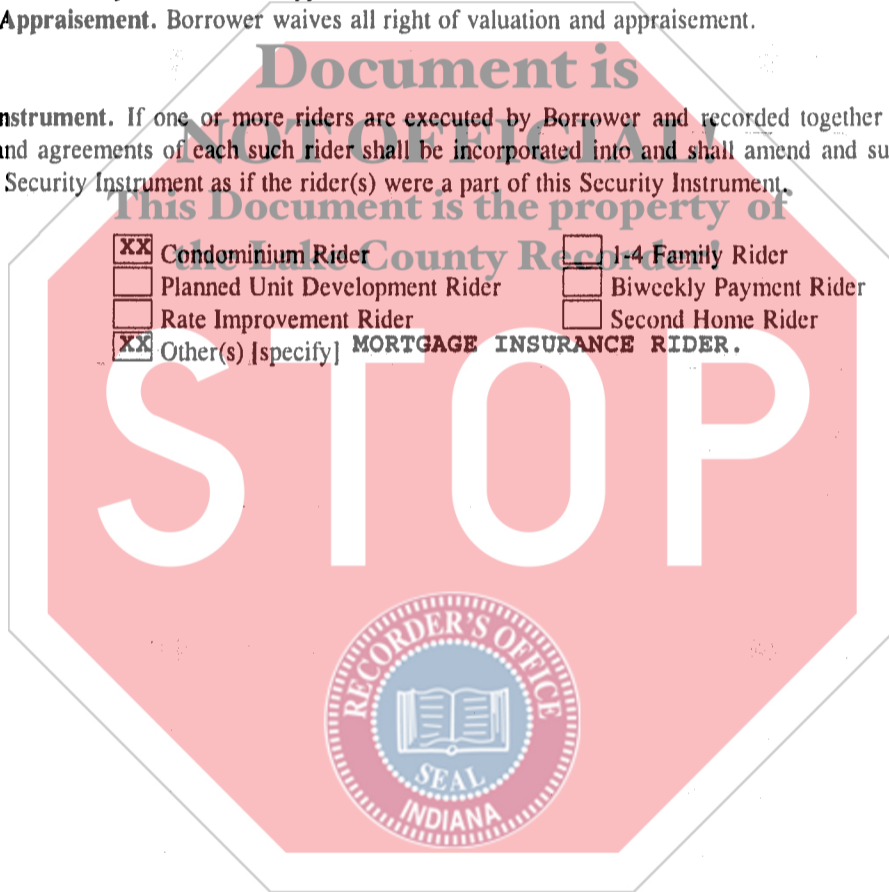 Appraisement. Borrower waives all right of valuation and appraisement.
Document is
nstrument. If one or more riders are executed by Borrower and recorded together
NOT OFFICIAL!
nd agreements of each such rider shall be incorporated into and shall amend and su
Security Instrument as if the rider(s) were a part of this Security Instrument.
This Document is the property of
the Lake County Recorder!
XX Condominium Rider 1-4 Family Rider
Planned Unit Development Rider Biweekly Payment Rider
Rate Improvement Rider Second Home Rider
XX Other(s) [specify] MORTGAGE INSURANCE RIDER.
STOP
RECORDER'S OFFICE
SEAL
INDIANA